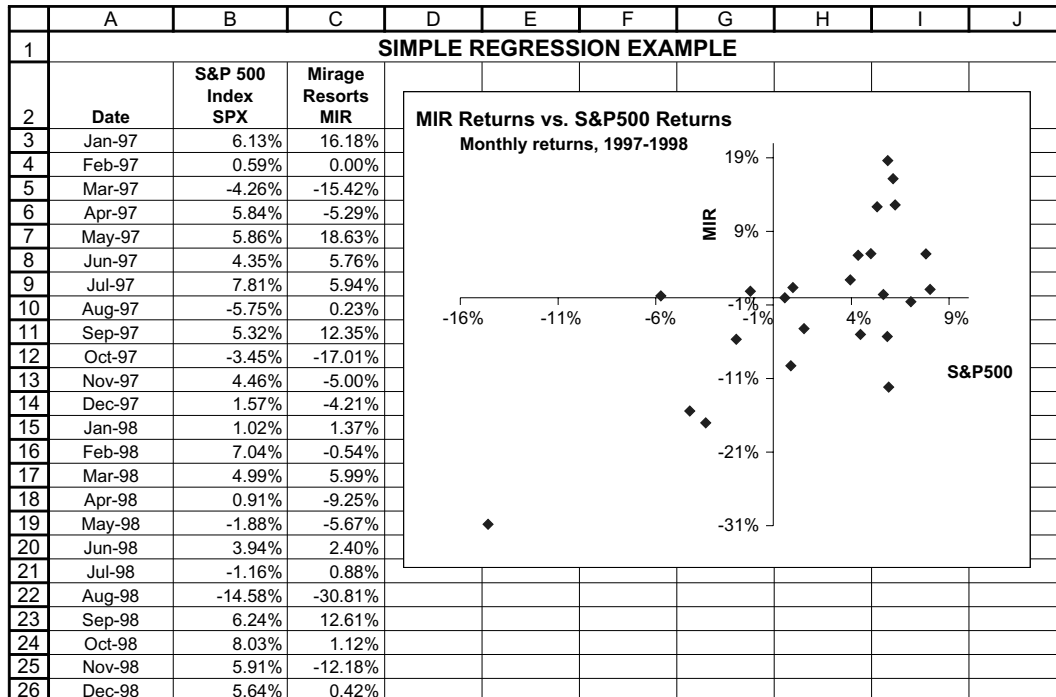 A B C D E F G H I J
1 SIMPLE REGRESSION EXAMPLE
2 Date S&P 500 Index SPX Mirage Resorts MIR
3 Jan-97 6.13% 16.18%
4 Feb-97 0.59% 0.00%
5 Mar-97 -4.26% -15.42%
6 Apr-97 5.84% -5.29%
7 May-97 5.86% 18.63%
8 Jun-97 4.35% 5.76%
9 Jul-97 7.81% 5.94%
10 Aug-97 -5.75% 0.23%
11 Sep-97 5.32% 12.35%
12 Oct-97 -3.45% -17.01%
13 Nov-97 4.46% -5.00%
14 Dec-97 1.57% -4.21%
15 Jan-98 1.02% 1.37%
16 Feb-98 7.04% -0.54%
17 Mar-98 4.99% 5.99%
18 Apr-98 0.91% -9.25%
19 May-98 -1.88% -5.67%
20 Jun-98 3.94% 2.40%
21 Jul-98 -1.16% 0.88%
22 Aug-98 -14.58% -30.81%
23 Sep-98 6.24% 12.61%
24 Oct-98 8.03% 1.12%
25 Nov-98 5.91% -12.18%
26 Dec-98 5.64% 0.42%
MIR Returns vs. S&P500 Returns
Monthly returns, 1997-1998
19%
MIR
9%
-1%
-16% -11% -6% -1% 4% 9%
S&P500
-11%
-21%
-31%